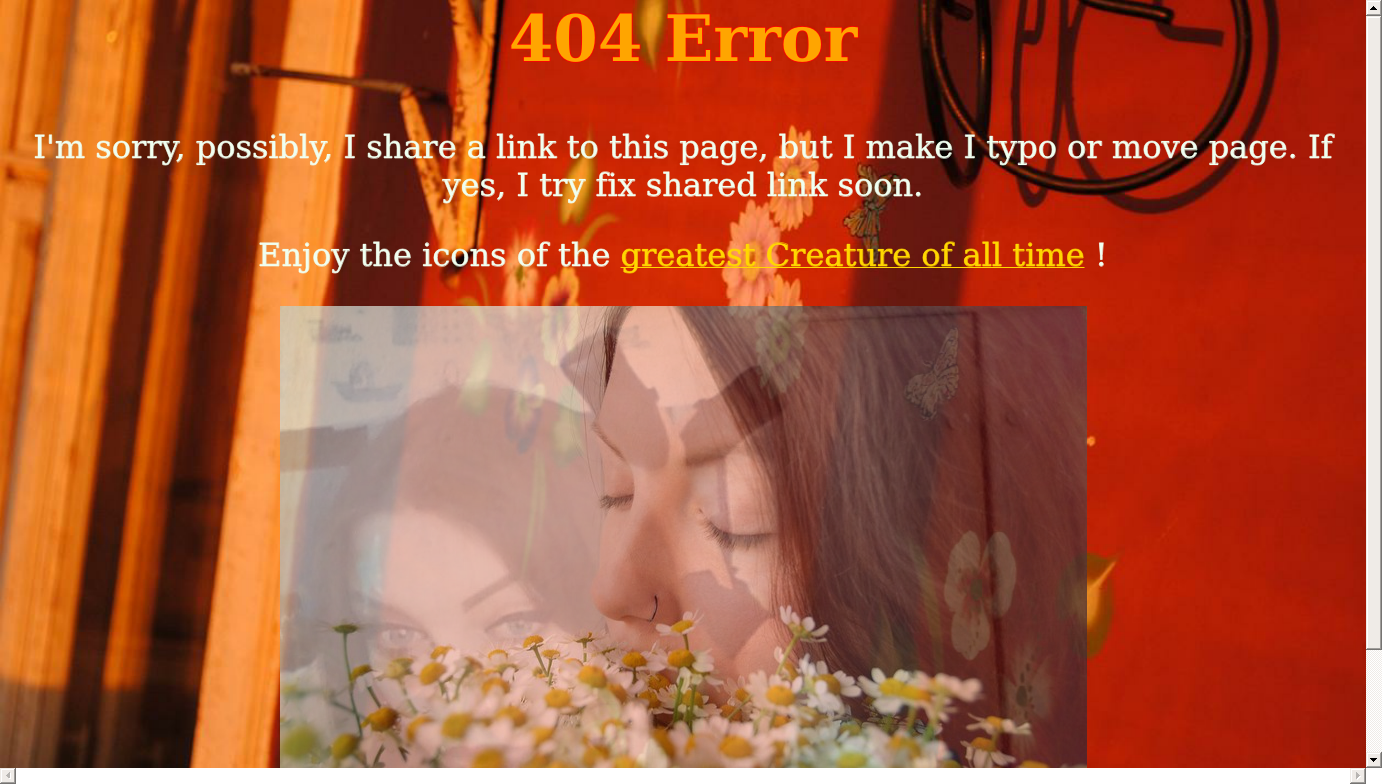 404 Error
I'm sorry, possibly, I share a link to this page, but I make I typo or move page. If
yes, I try fix shared link soon.
Enjoy the icons of the greatest Creature of all time !